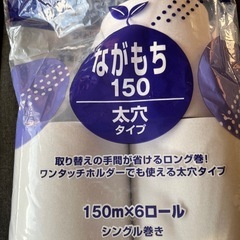 ながもち
150
太穴
タイプ
取り替えの手間が省けるロング巻!
ワンタッチホルダーでも使える太穴タイプ
150m×6ロール
シングル巻き